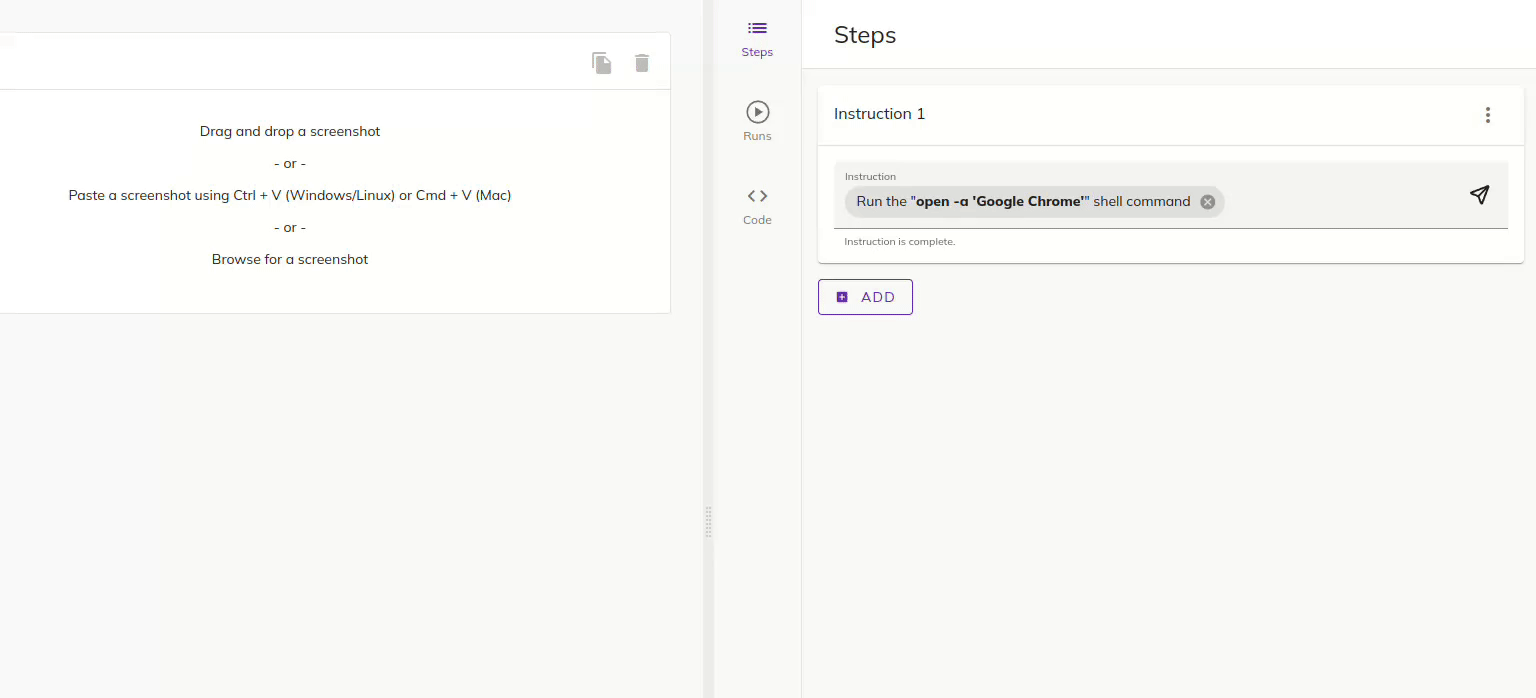 Drag and drop a screenshot
- or -
Paste a screenshot using Ctrl + V (Windows/Linux) or Cmd + V (Mac)
- or -
Browse for a screenshot
Steps
Runs
Code
Steps
Instruction 1
Instruction
Run the "open -a 'Google Chrome'" shell command
Instruction is complete.
ADD